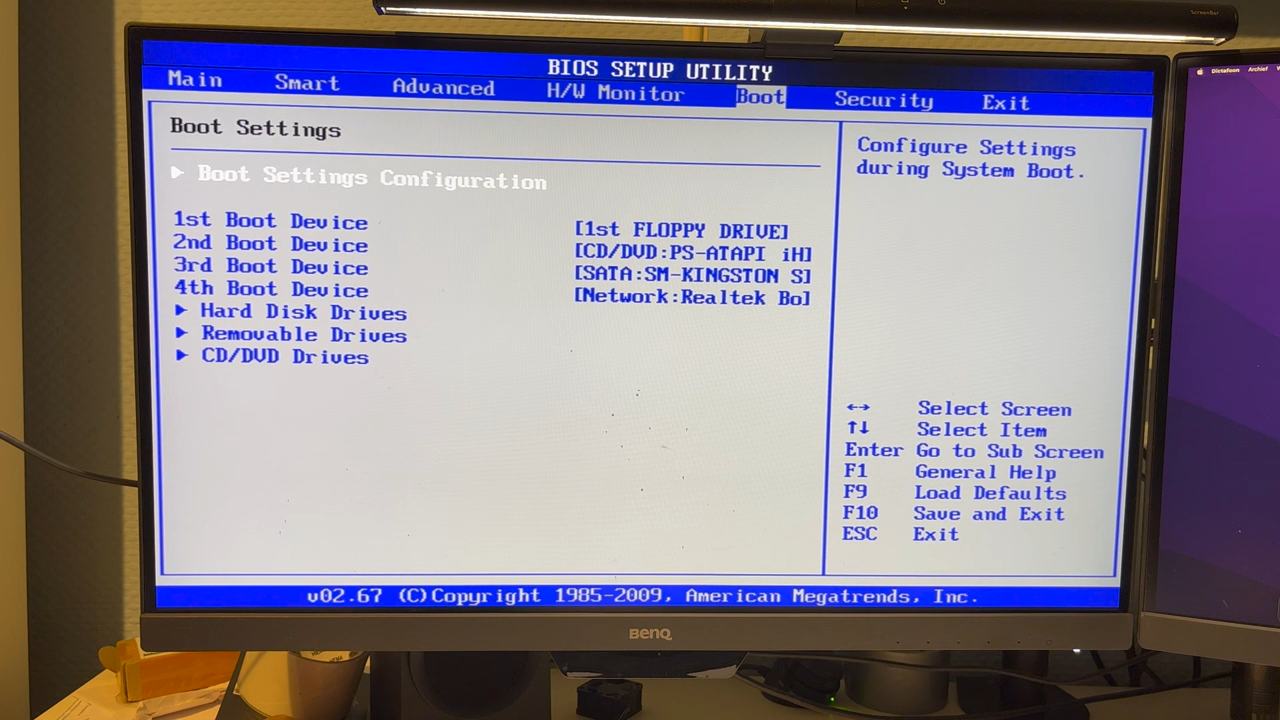 ScreenBar
BIOS SETUP UTILITY
Main Smart Advanced H/W Monitor Boot Security Exit
Boot Settings
Boot Settings Configuration
1st Boot Device [1st FLOPPY DRIVE]
2nd Boot Device [CD/DVD:PS-ATAPI iH]
3rd Boot Device [SATA:SM-KINGSTON S]
4th Boot Device [Network:Realtek Bo]
Hard Disk Drives
Removable Drives
CD/DVD Drives
Configure Settings
during System Boot.
↔ Select Screen
↑↓ Select Item
Enter Go to Sub Screen
F1 General Help
F9 Load Defaults
F10 Save and Exit
ESC Exit
v02.67 (C)Copyright 1985-2009, American Megatrends, Inc.
BenQ
Dictafoon Archief